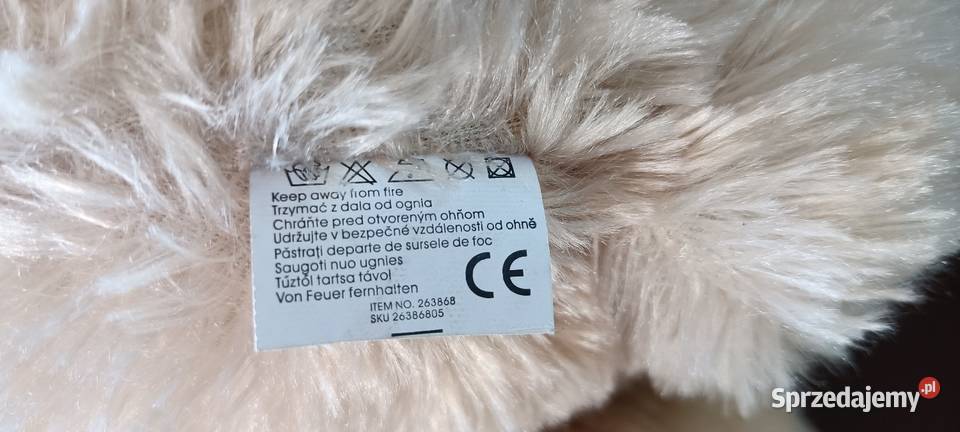 Keep away from fire
Trzymać z dala od ognia
Chráňte pred otvoreným ohňom
Udržujte v bezpečné vzdálenosti od ohně
Păstrați departe de sursele de foc
Saugoti nuo ugnies
Tűztől tartsa távol
Von Feuer fernhalten
CE
ITEM NO. 263868
SKU 26386805
Sprzedajemy.pl